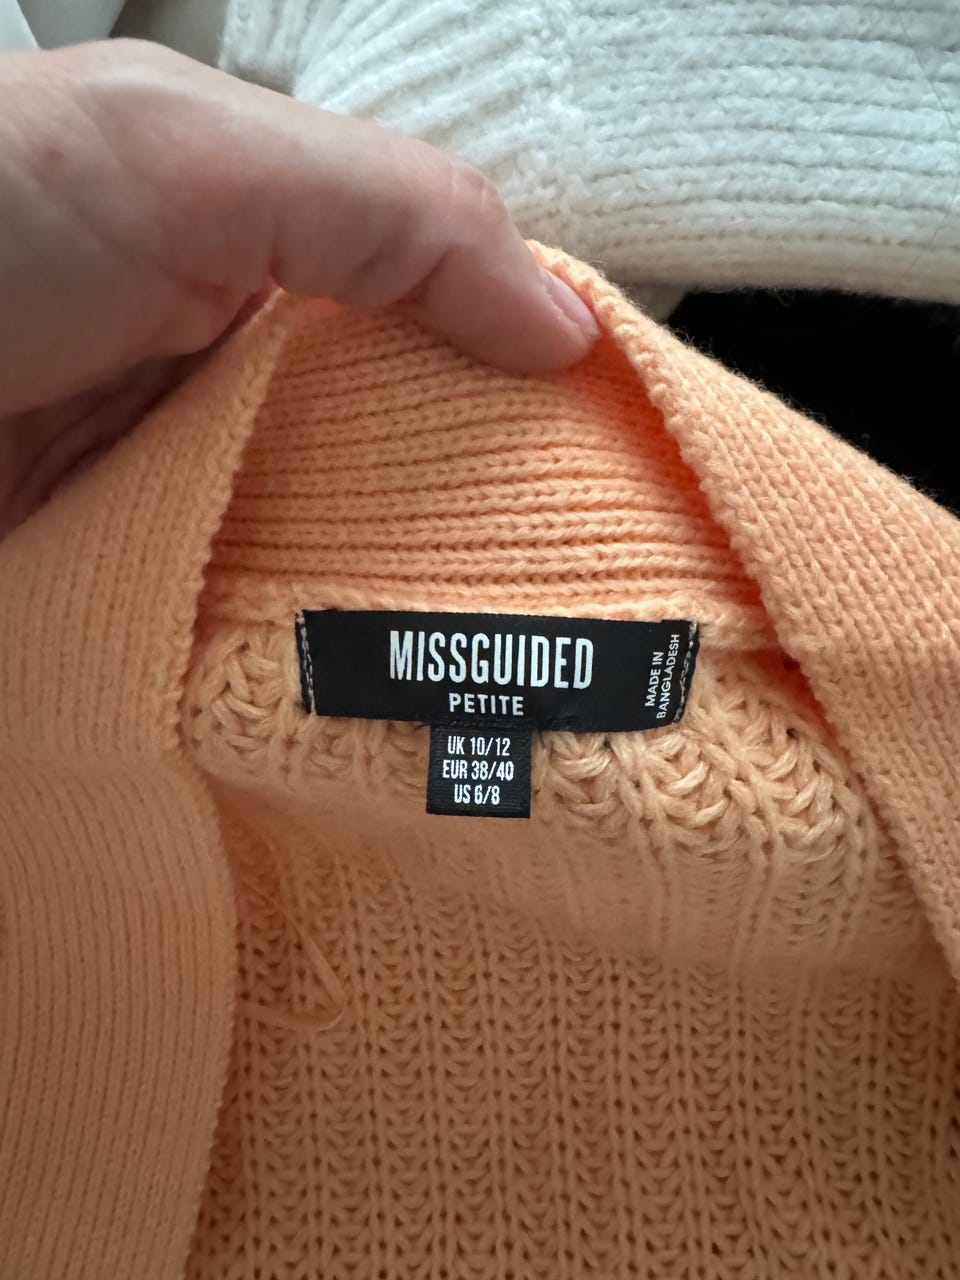 MISSGUIDED
PETITE
MADE IN
BANGLADESH
UK 10/12
EUR 38/40
US 6/8